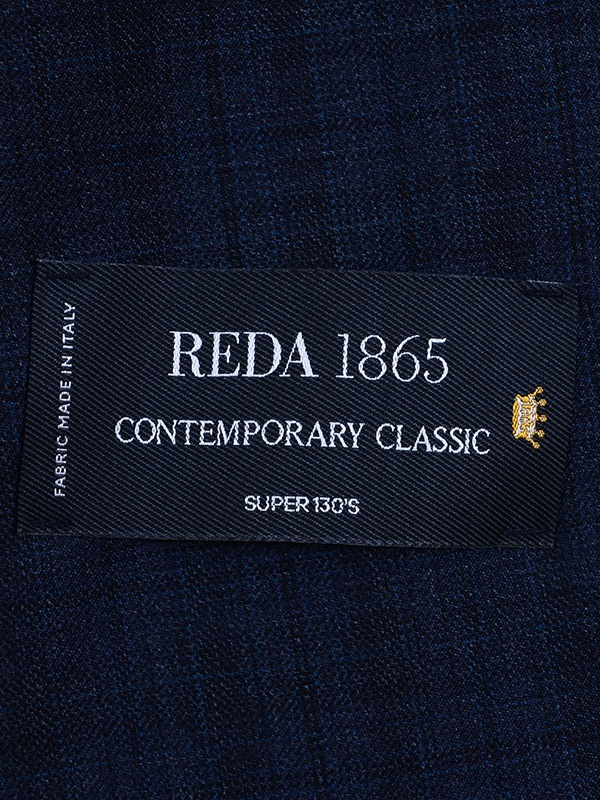 REDA 1865
CONTEMPORARY CLASSIC
SUPER 130'S
FABRIC MADE IN ITALY